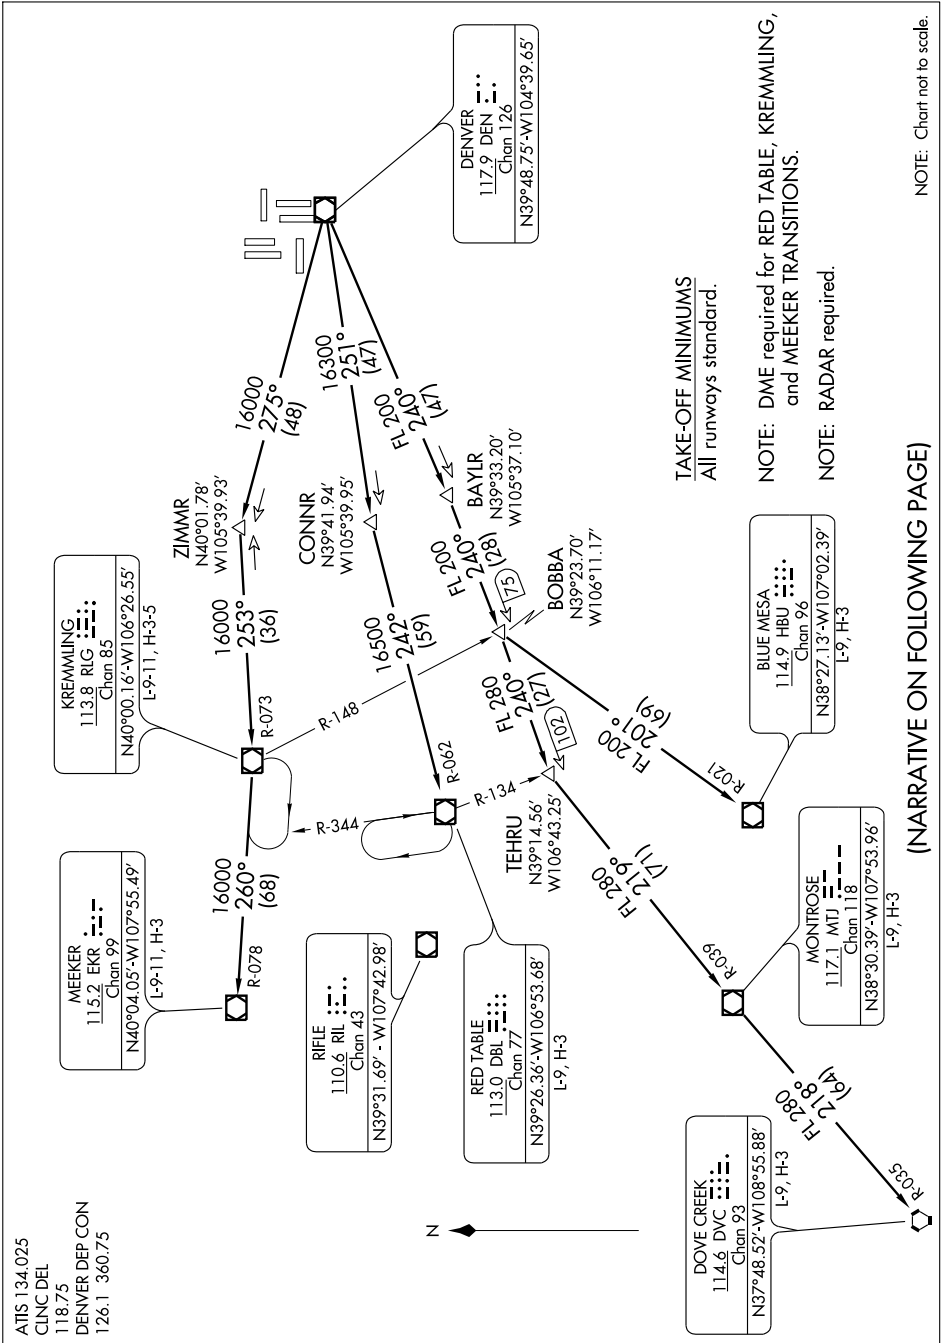 ATIS 134.025
CLNC DEL
118.75
DENVER DEP CON
126.1 360.75
MEEKER
115.2 EKR
Chan 99
N40°04.05'-W107°55.49'
L-9-11, H-3
KREMMLING
113.8 RLG
Chan 85
N40°00.16'-W106°26.55'
L-9-11, H-3-5
RIFLE
110.6 RIL
Chan 43
N39°31.69' - W107°42.98'
RED TABLE
113.0 DBL
Chan 77
N39°26.36'-W106°53.68'
L-9, H-3
DENVER
117.9 DEN
Chan 126
N39°48.75'-W104°39.65'
ZIMMR
N40°01.78'
W105°39.93'
CONNR
N39°41.94'
W105°39.95'
BAYLR
N39°33.20'
W105°37.10'
BOBBA
N39°23.70'
W106°11.17'
TEHRU
N39°14.56'
W106°43.25'
16000
275°
(48)
16000
253°
(36)
R-073
16000
260°
(68)
R-078
16300
251°
(47)
16500
242°
(59)
R-062
FL 200
240°
(47)
FL 200
240°
(28)
75
FL 280
240°
(27)
102
R-148
R-344
R-134
FL 200
201°
(69)
R-021
FL 280
219°
(71)
R-039
FL 280
218°
(64)
R-035
N
BLUE MESA
114.9 HBU
Chan 96
N38°27.13'-W107°02.39'
L-9, H-3
MONTROSE
117.1 MTJ
Chan 118
N38°30.39'-W107°53.96'
L-9, H-3
DOVE CREEK
114.6 DVC
Chan 93
N37°48.52'-W108°55.88'
L-9, H-3
TAKE-OFF MINIMUMS
All runways standard.
NOTE: DME required for RED TABLE, KREMMLING,
and MEEKER TRANSITIONS.
NOTE: RADAR required.
(NARRATIVE ON FOLLOWING PAGE)
NOTE: Chart not to scale.